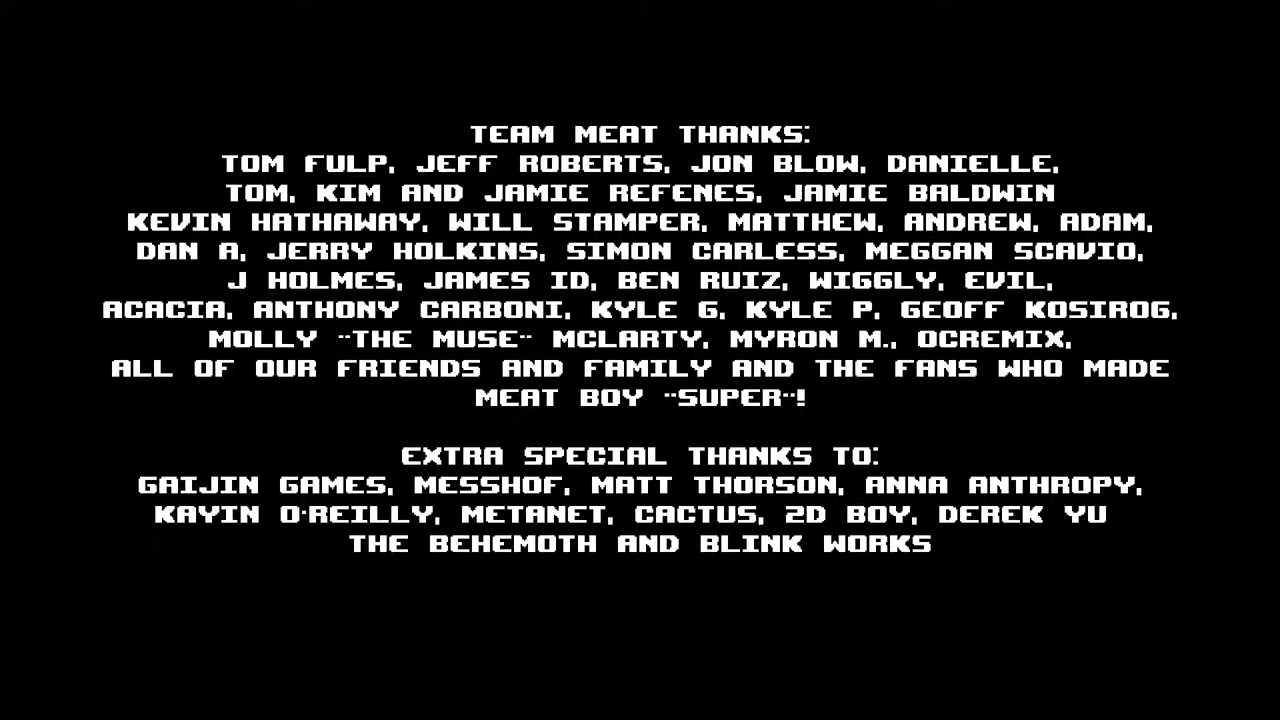 TEAM MEAT THANKS:
TOM FULP, JEFF ROBERTS, JON BLOW, DANIELLE,
TOM, KIM AND JAMIE REFENES, JAMIE BALDWIN
KEVIN HATHAWAY, WILL STAMPER, MATTHEW, ANDREW, ADAM,
DAN A, JERRY HOLKINS, SIMON CARLESS, MEGGAN SCAVIO,
J HOLMES, JAMES ID, BEN RUIZ, WIGGLY, EVIL,
ACACIA, ANTHONY CARBONI, KYLE G, KYLE P, GEOFF KOSIROG,
MOLLY "THE MUSE" MCLARTY, MYRON M., OCREMIX,
ALL OF OUR FRIENDS AND FAMILY AND THE FANS WHO MADE
MEAT BOY "SUPER"!
EXTRA SPECIAL THANKS TO:
GAIJIN GAMES, MESSHOF, MATT THORSON, ANNA ANTHROPY,
KAYIN O'REILLY, METANET, CACTUS, 2D BOY, DEREK YU
THE BEHEMOTH AND BLINK WORKS